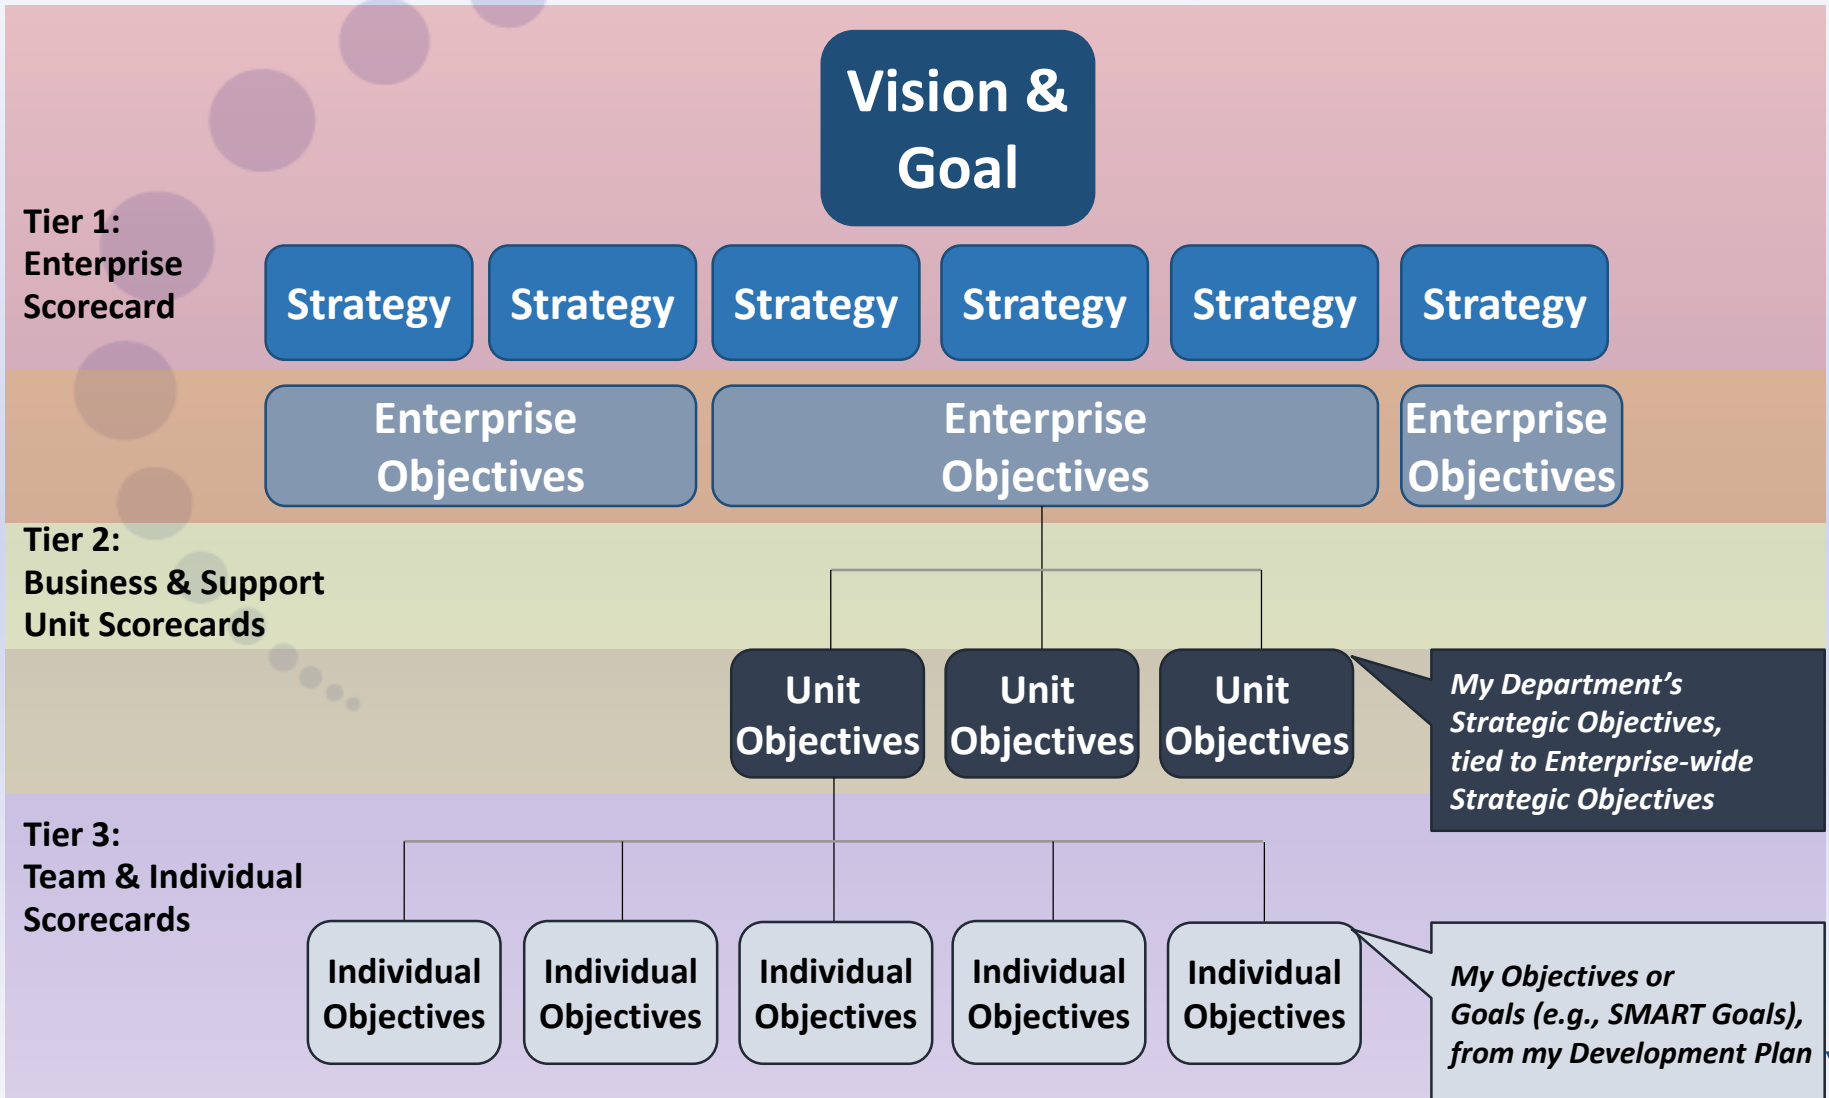 Vision &
Goal
Tier 1:
Enterprise
Scorecard
Strategy
Strategy
Strategy
Strategy
Strategy
Strategy
Enterprise
Objectives
Enterprise
Objectives
Enterprise
Objectives
Tier 2:
Business & Support
Unit Scorecards
Unit
Objectives
Unit
Objectives
Unit
Objectives
My Department’s
Strategic Objectives,
tied to Enterprise-wide
Strategic Objectives
Tier 3:
Team & Individual
Scorecards
Individual
Objectives
Individual
Objectives
Individual
Objectives
Individual
Objectives
Individual
Objectives
My Objectives or
Goals (e.g., SMART Goals),
from my Development Plan